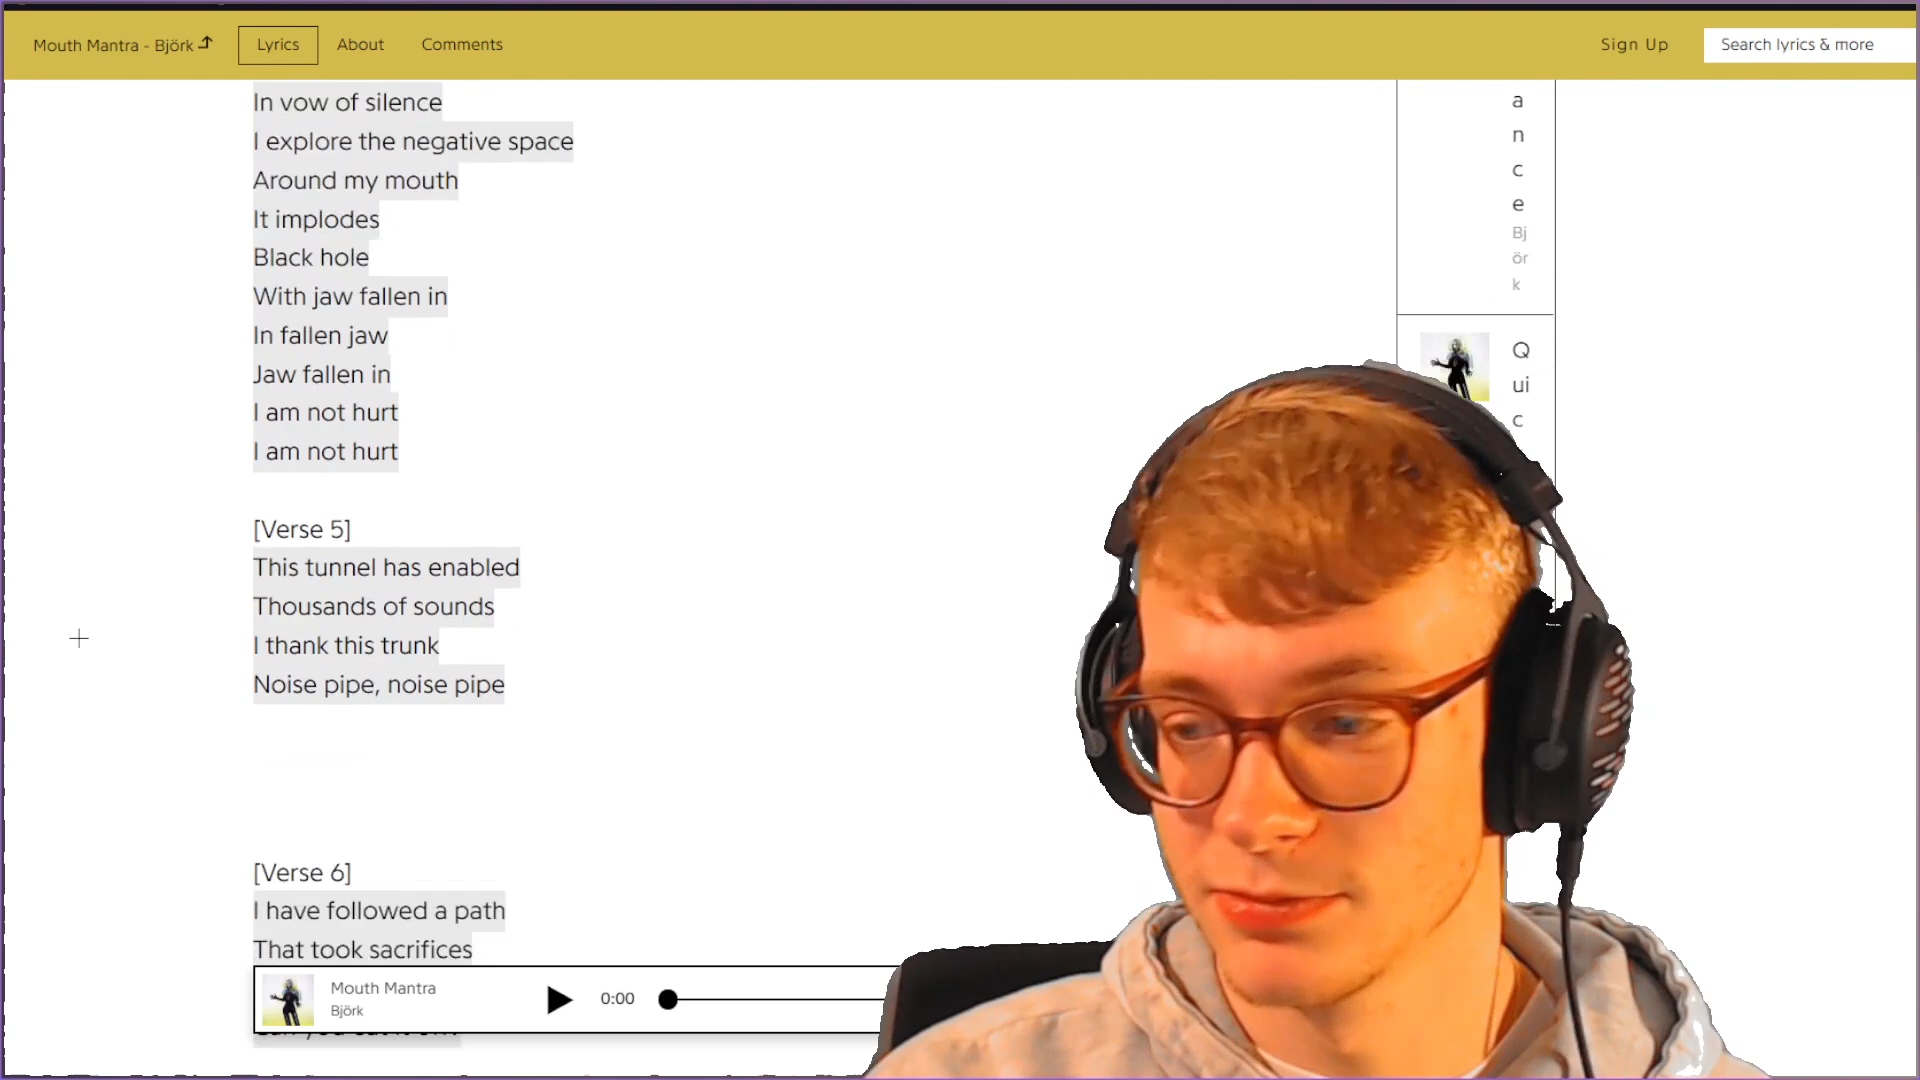 Mouth Mantra - Björk
Lyrics
About
Comments
Sign Up
Search lyrics & more
In vow of silence
I explore the negative space
Around my mouth
It implodes
Black hole
With jaw fallen in
In fallen jaw
Jaw fallen in
I am not hurt
I am not hurt
[Verse 5]
This tunnel has enabled
Thousands of sounds
I thank this trunk
Noise pipe, noise pipe
[Verse 6]
I have followed a path
That took sacrifices
Mouth Mantra
Björk
0:00
a
n
c
e
Bj
ör
k
Q
ui
c